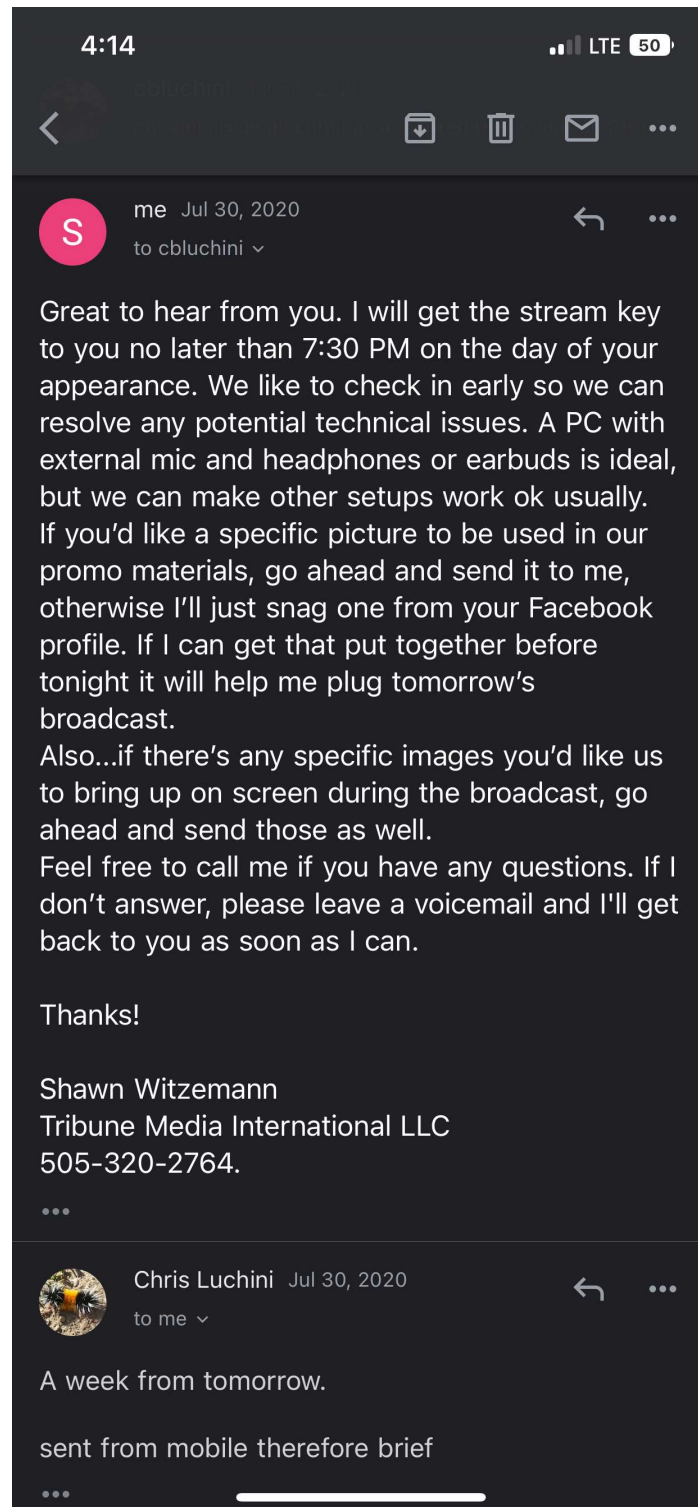 4:14
LTE 50
me Jul 30, 2020
S
to cbluchini
Great to hear from you. I will get the stream key
to you no later than 7:30 PM on the day of your
appearance. We like to check in early so we can
resolve any potential technical issues. A PC with
external mic and headphones or earbuds is ideal,
but we can make other setups work ok usually.
If you’d like a specific picture to be used in our
promo materials, go ahead and send it to me,
otherwise I’ll just snag one from your Facebook
profile. If I can get that put together before
tonight it will help me plug tomorrow’s
broadcast.
Also...if there’s any specific images you’d like us
to bring up on screen during the broadcast, go
ahead and send those as well.
Feel free to call me if you have any questions. If I
don’t answer, please leave a voicemail and I'll get
back to you as soon as I can.
Thanks!
Shawn Witzemann
Tribune Media International LLC
505-320-2764.
Chris Luchini Jul 30, 2020
to me
A week from tomorrow.
sent from mobile therefore brief